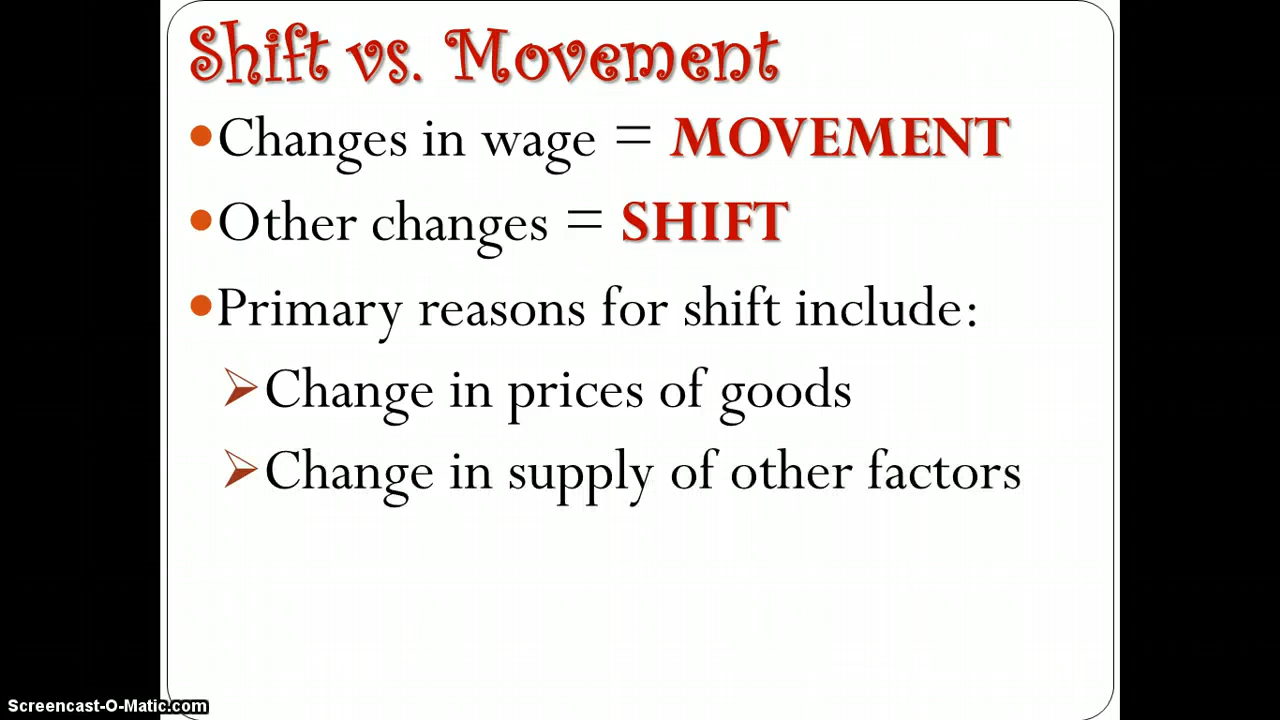 Shift vs. Movement
•Changes in wage = MOVEMENT
•Other changes = SHIFT
•Primary reasons for shift include:
➢Change in prices of goods
➢Change in supply of other factors
Screencast-O-Matic.com